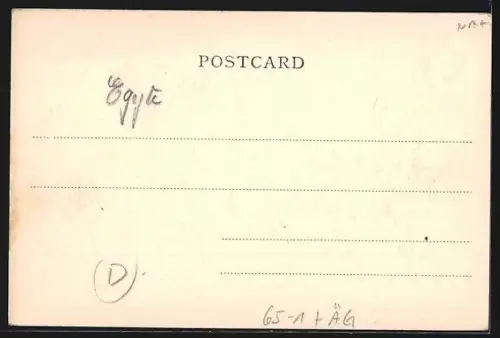 POSTCARD
Egypte
D
65-1 + ÄG